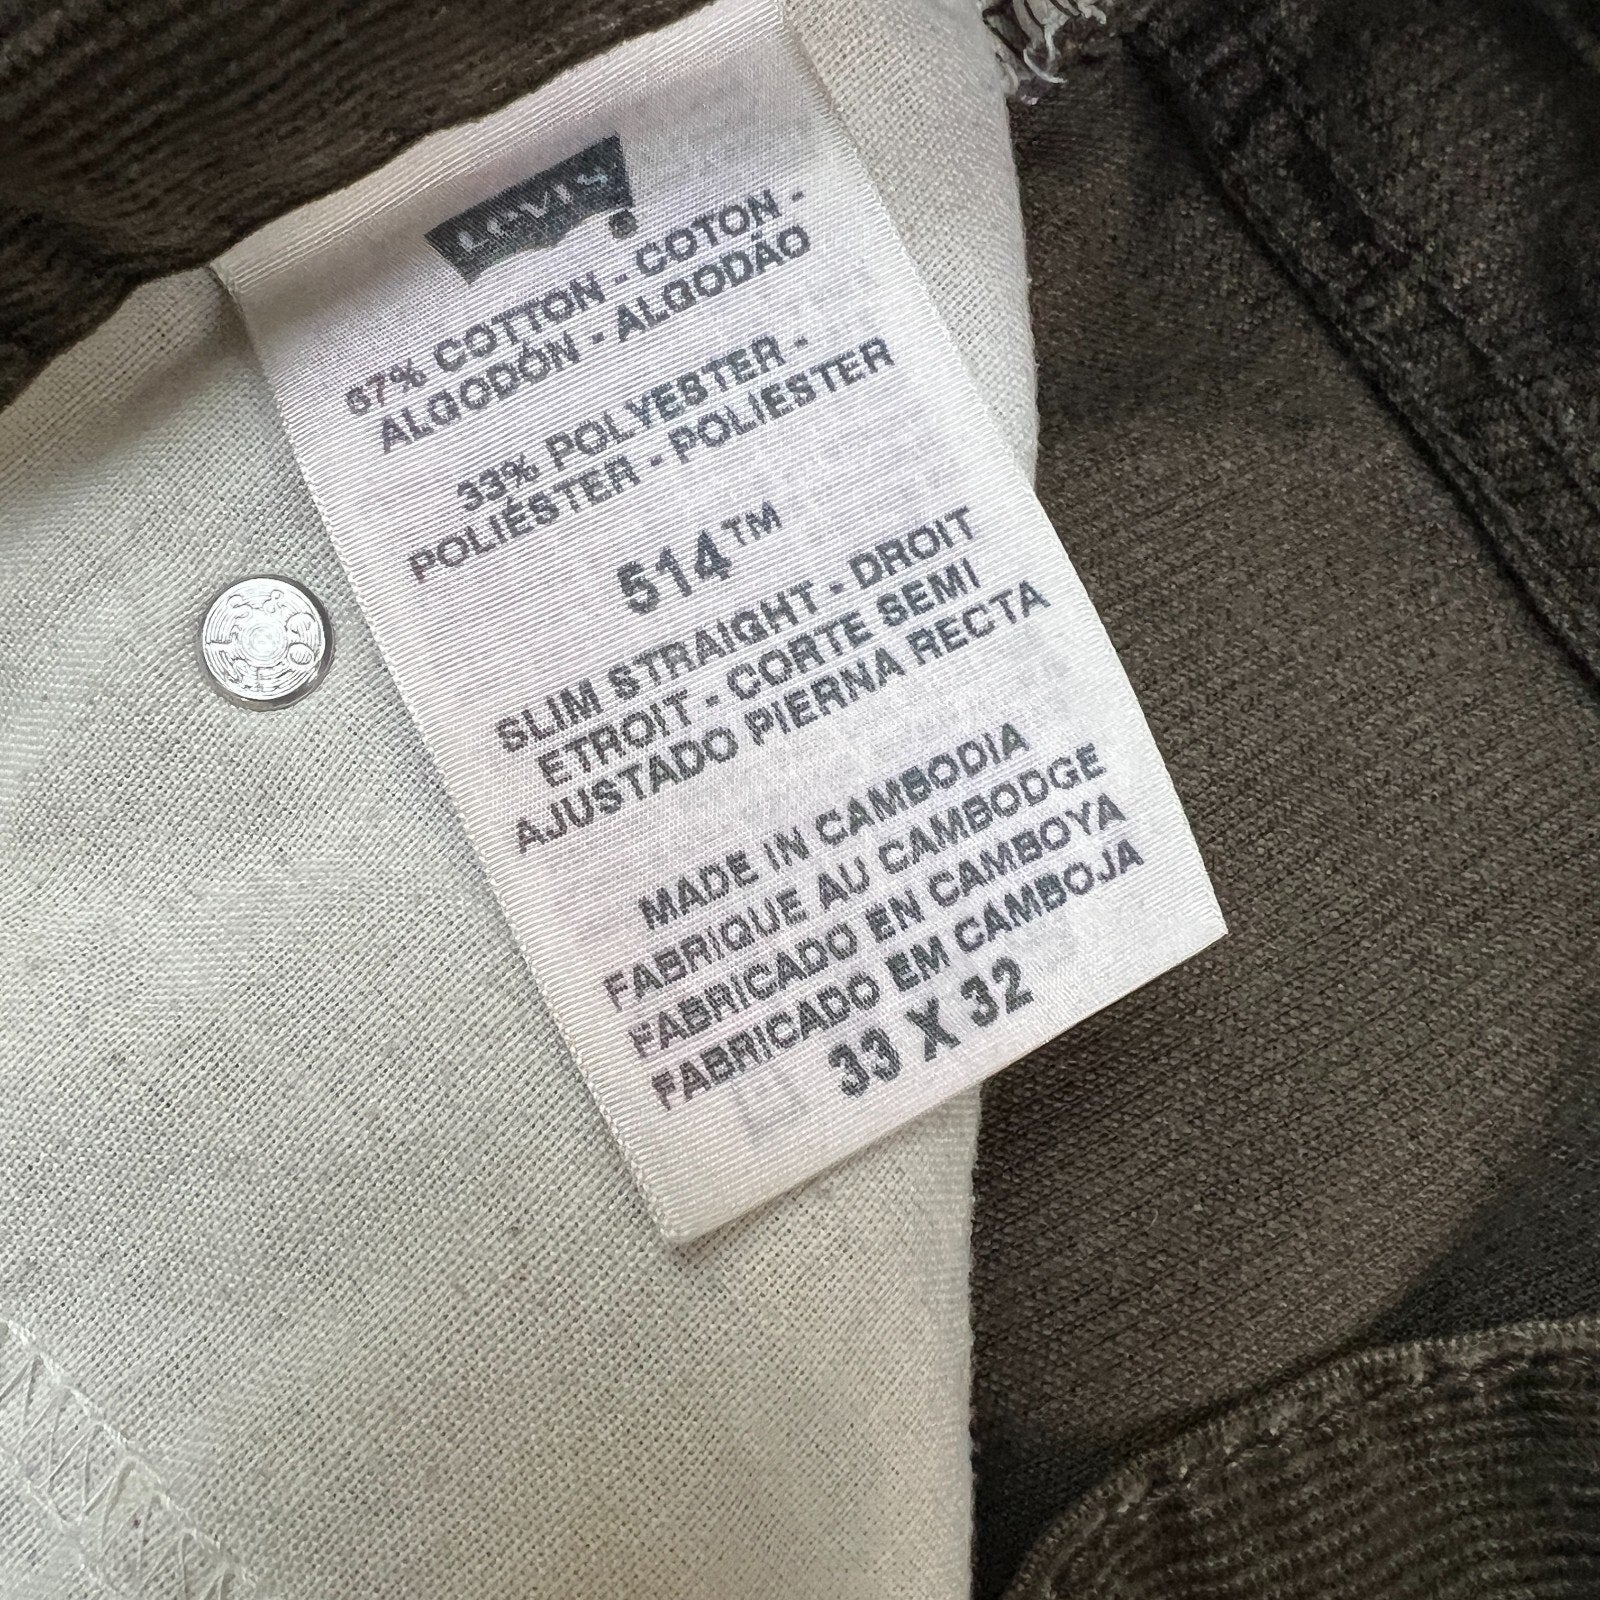 Levi's
67% COTTON - COTON -
ALGODÓN - ALGODÃO
33% POLYESTER -
POLIÉSTER - POLIESTER
514™
SLIM STRAIGHT - DROIT
ETROIT - CORTE SEMI
AJUSTADO PIERNA RECTA
MADE IN CAMBODIA
FABRIQUE AU CAMBODGE
FABRICADO EN CAMBOYA
FABRICADO EM CAMBOJA
33 X 32